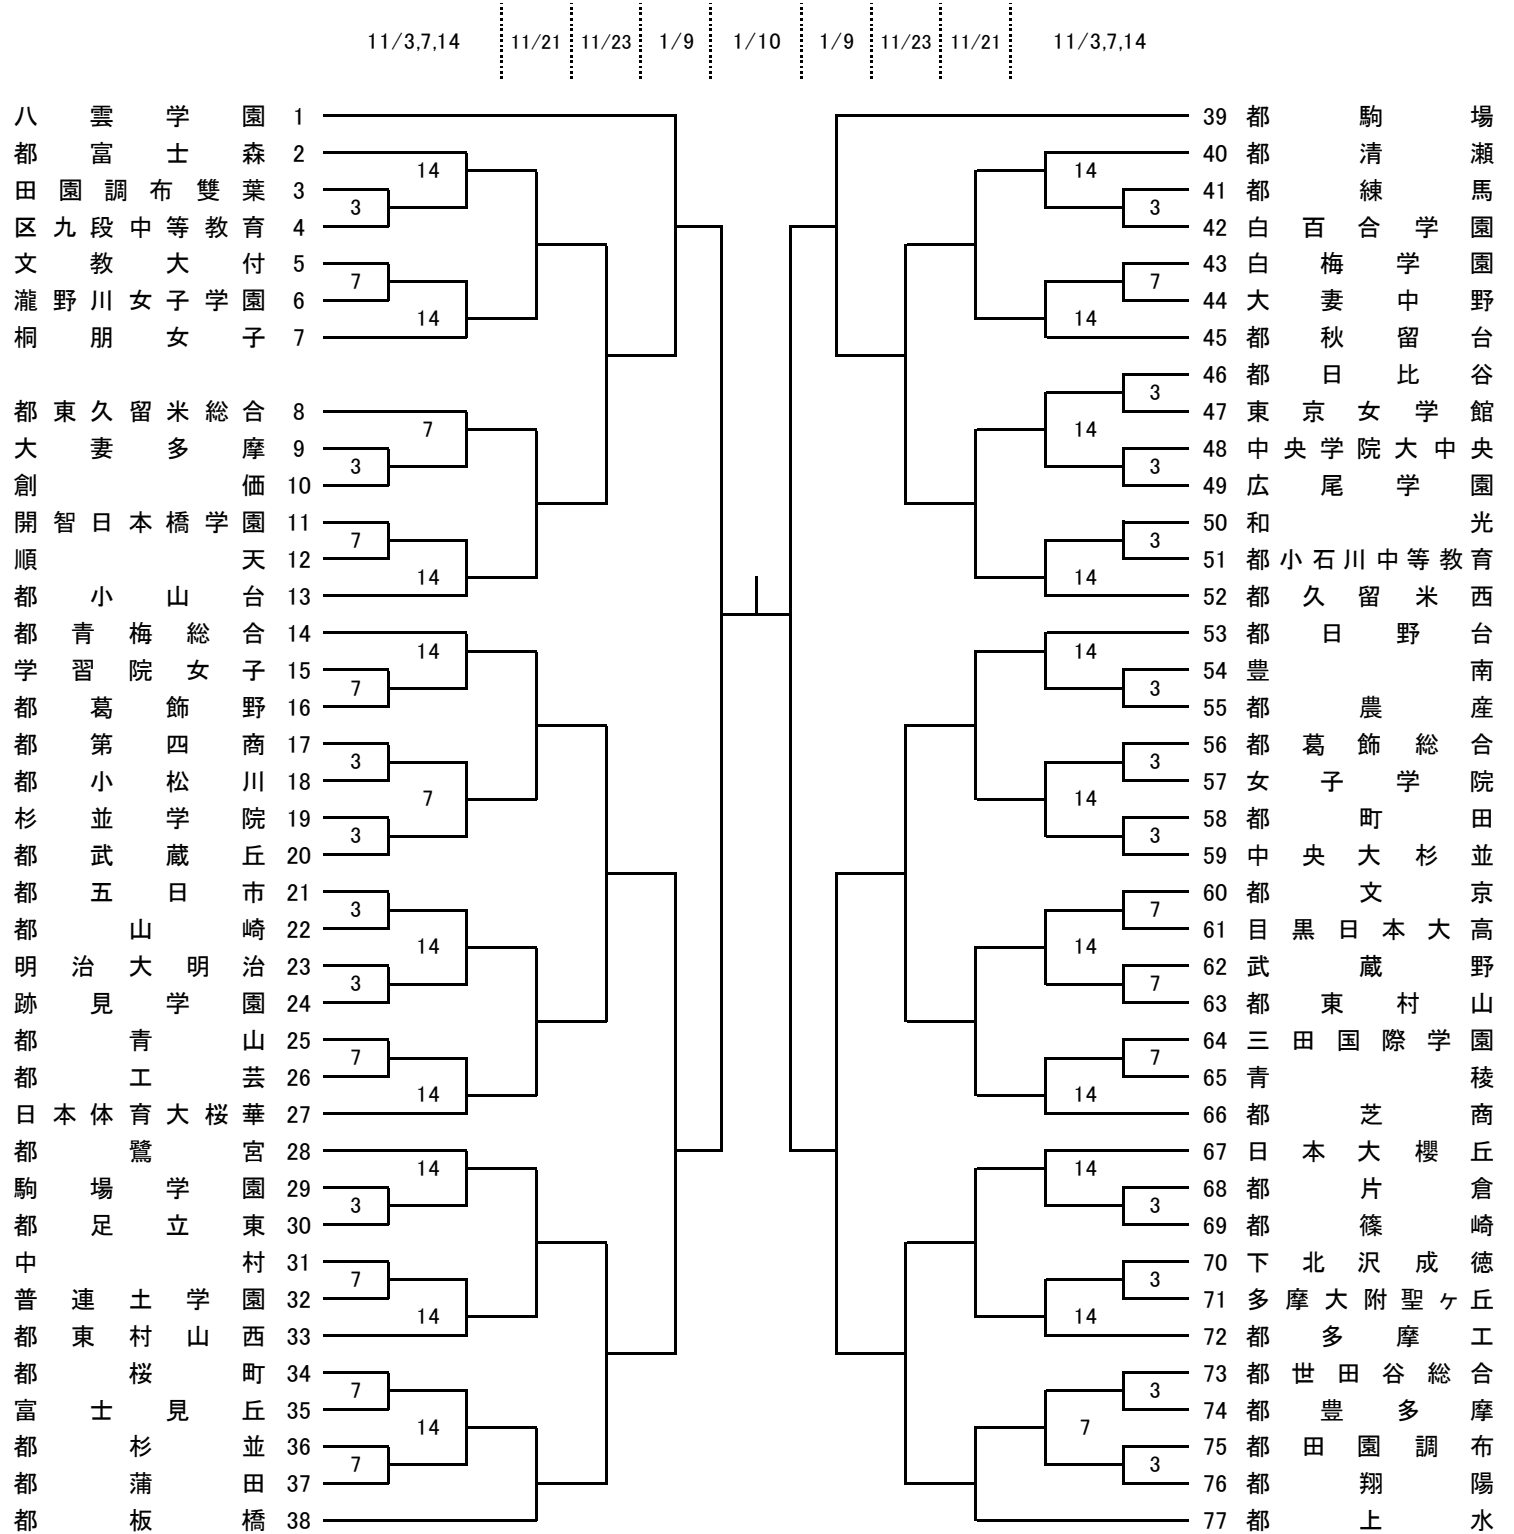 11/3,7,14 11/21 11/23 1/9 1/10 1/9 11/23 11/21 11/3,7,14
八雲学園 1 39 都駒場
都富士森 2 14 14 40 都清瀬
田園調布雙葉 3 41 都練馬
3 3
区九段中等教育 4 42 白百合学園
文教大付 5 43 白梅学園
7 7
瀧野川女子学園 6 44 大妻中野
14 14
桐朋女子 7 45 都秋留台
46 都日比谷
3
都東久留米総合 8 47 東京女学館
7 14
大妻多摩 9 48 中央学院大中央
3 3
創価 10 49 広尾学園
開智日本橋学園 11 50 和光
7 3
順天 12 51 都小石川中等教育
14 14
都小山台 13 52 都久留米西
都青梅総合 14 53 都日野台
14 14
学習院女子 15 54 豊南
7 3
都葛飾野 16 55 都農産
都第四商 17 56 都葛飾総合
3 3
都小松川 18 57 女子学院
7 14
杉並学院 19 58 都町田
3 3
都武蔵丘 20 59 中央大杉並
都五日市 21 60 都文京
3 7
都山崎 22 61 目黒日本大高
14 14
明治大明治 23 62 武蔵野
3 7
跡見学園 24 63 都東村山
都青山 25 64 三田国際学園
7 7
都工芸 26 65 青稜
14 14
日本体育大桜華 27 66 都芝商
都鷺宮 28 67 日本大櫻丘
14 14
駒場学園 29 68 都片倉
3 3
都足立東 30 69 都篠崎
中村 31 70 下北沢成徳
7 3
普連土学園 32 71 多摩大附聖ヶ丘
14 14
都東村山西 33 72 都多摩工
都桜町 34 73 都世田谷総合
7 3
富士見丘 35 74 都豊多摩
14 7
都杉並 36 75 都田園調布
7 3
都蒲田 37 76 都翔陽
都板橋 38 77 都上水